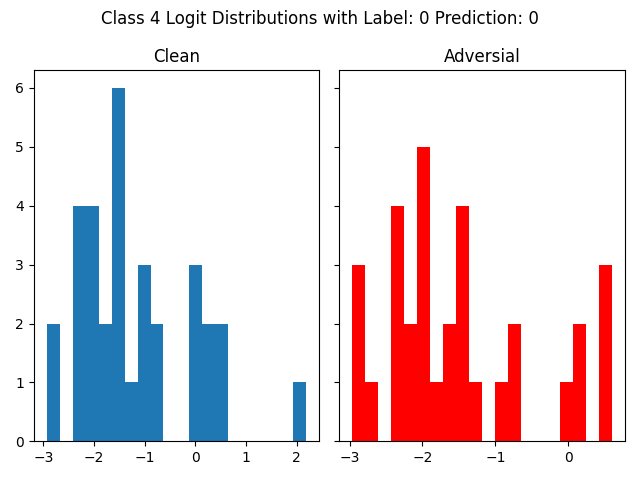 Class 4 Logit Distributions with Label: 0 Prediction: 0
Clean
Adversial
6
5
4
3
2
1
0
−3 −2 −1 0 1 2
−3 −2 −1 0